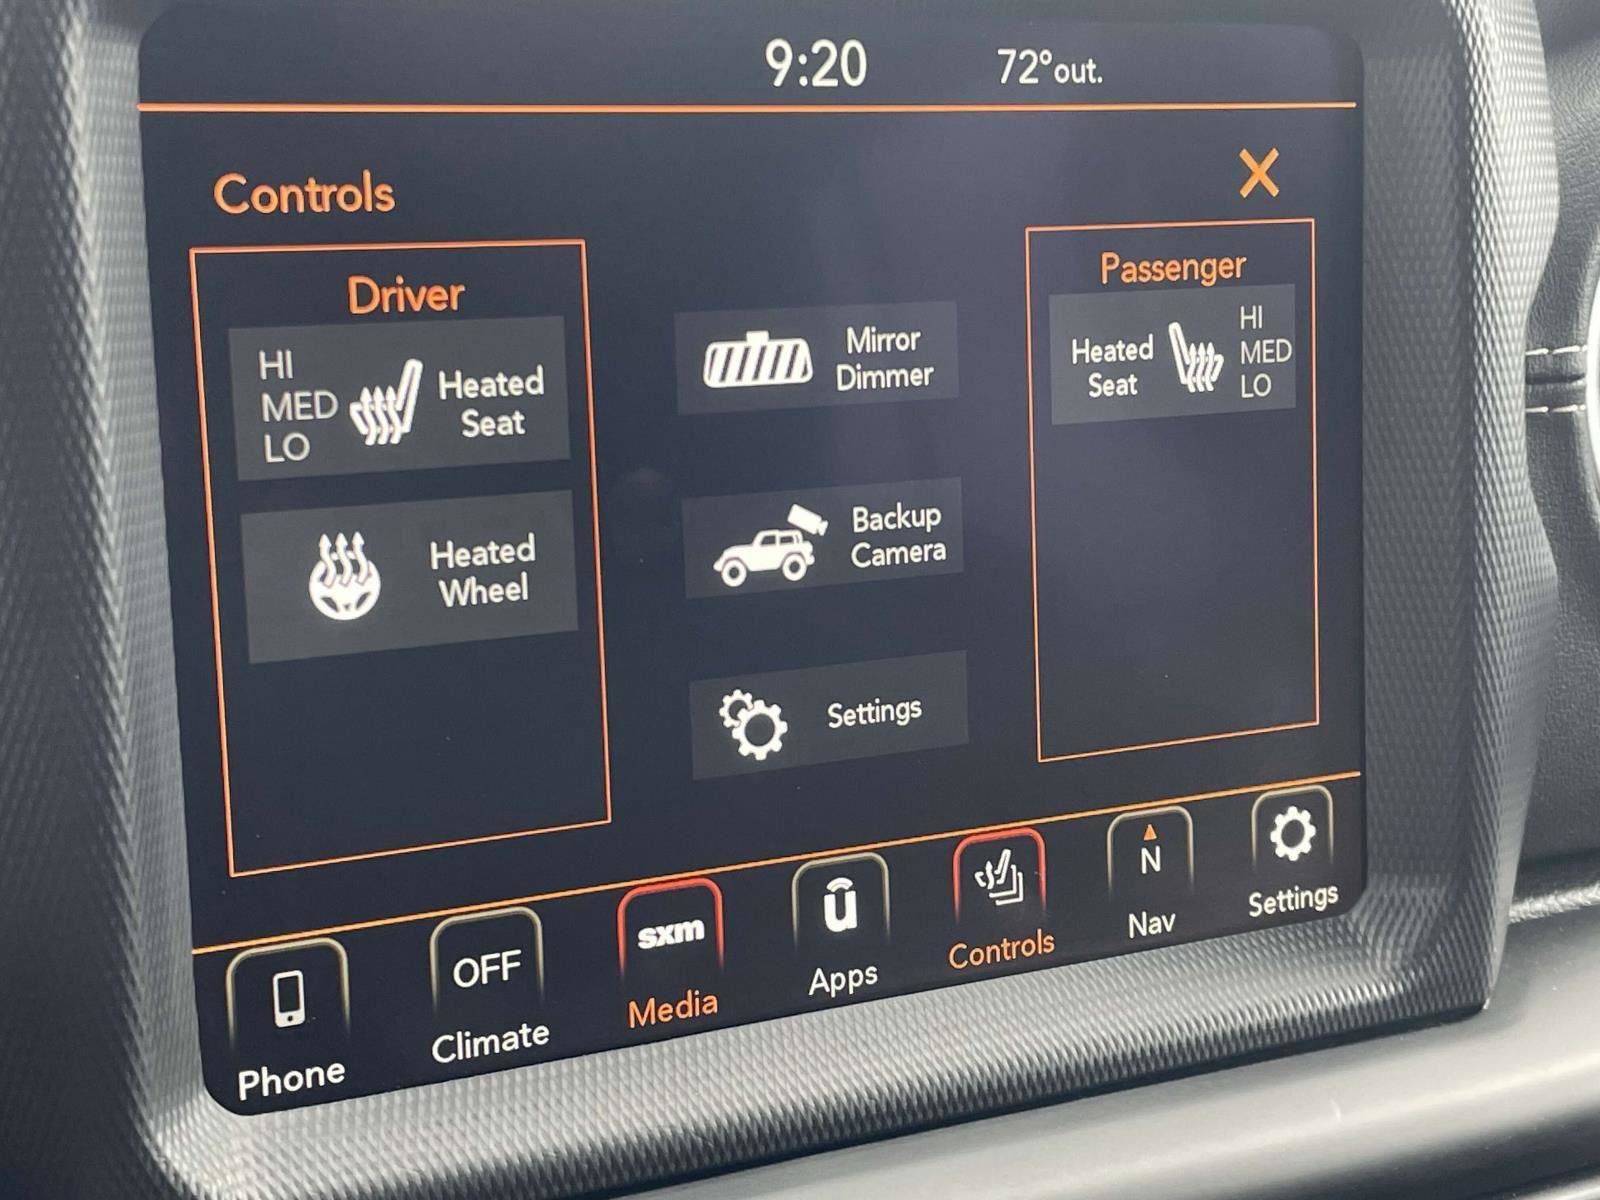 9:20
72°out.
Controls
X
Driver
HI
MED
LO
Heated
Seat
Heated
Wheel
Mirror
Dimmer
Backup
Camera
Settings
Passenger
Heated
Seat
HI
MED
LO
Phone
OFF
Climate
sxm
Media
ū
Apps
Controls
N
Nav
Settings